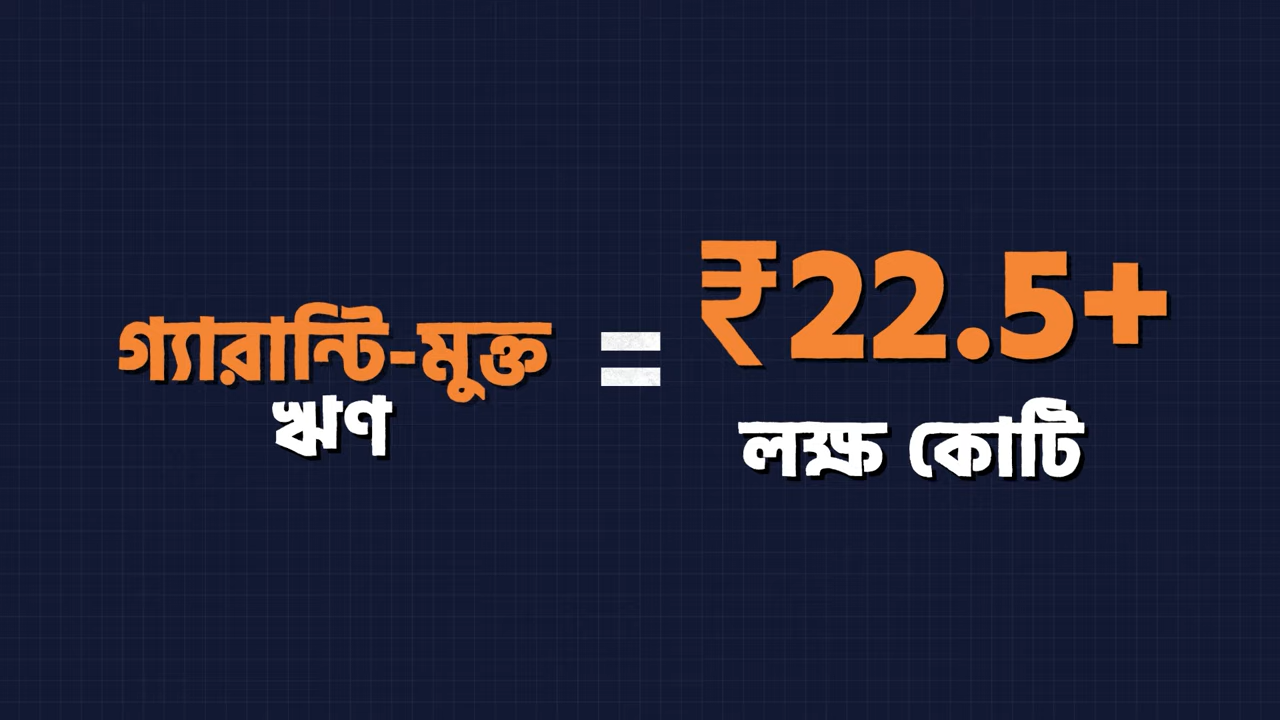 গ্যারান্টি-মুক্ত
ঋণ
=
₹22.5+
লক্ষ কোটি